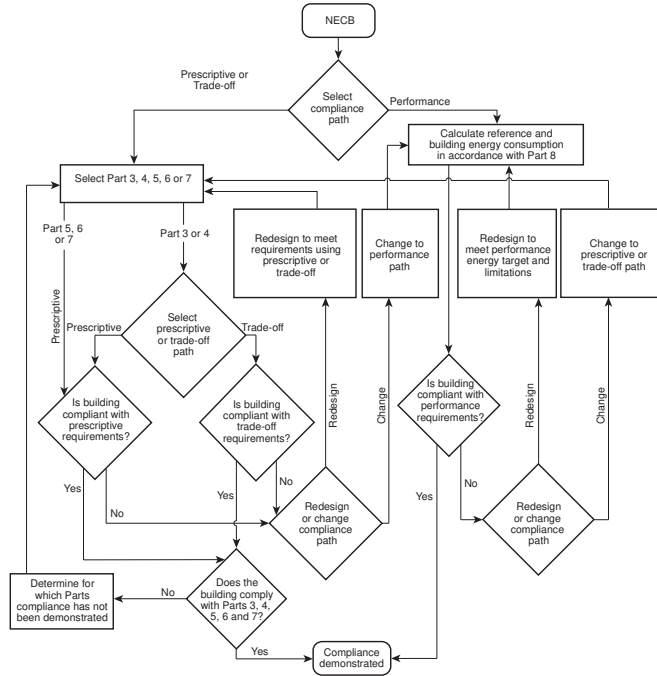 NECB
Prescriptive or
Trade-off
Select
compliance
path
Performance
Calculate reference and
building energy consumption
in accordance with Part 8
Select Part 3, 4, 5, 6 or 7
Part 5, 6
or 7
Part 3 or 4
Redesign to meet
requirements using
prescriptive or
trade-off
Change to
performance
path
Redesign to
meet performance
energy target and
limitations
Change to
prescriptive or
trade-off path
Prescriptive
Prescriptive
Select
prescriptive
or trade-off
path
Trade-off
Is building
compliant with
prescriptive
requirements?
Is building
compliant with
trade-off
requirements?
Redesign
Change
Is building
compliant with
performance
requirements?
Redesign
Change
Yes
No
Yes
No
Redesign
or change
compliance
path
Yes
No
Redesign
or change
compliance
path
Determine for
which Parts
compliance has not
been demonstrated
No
Does the
building comply
with Parts 3, 4,
5, 6 and 7?
Yes
Compliance
demonstrated